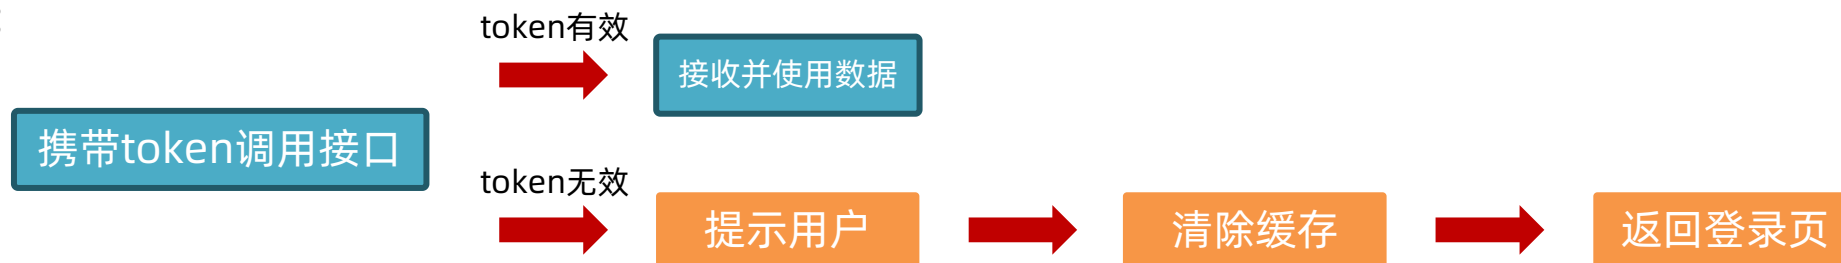 token有效
接收并使用数据
携带token调用接口
token无效
提示用户
清除缓存
返回登录页